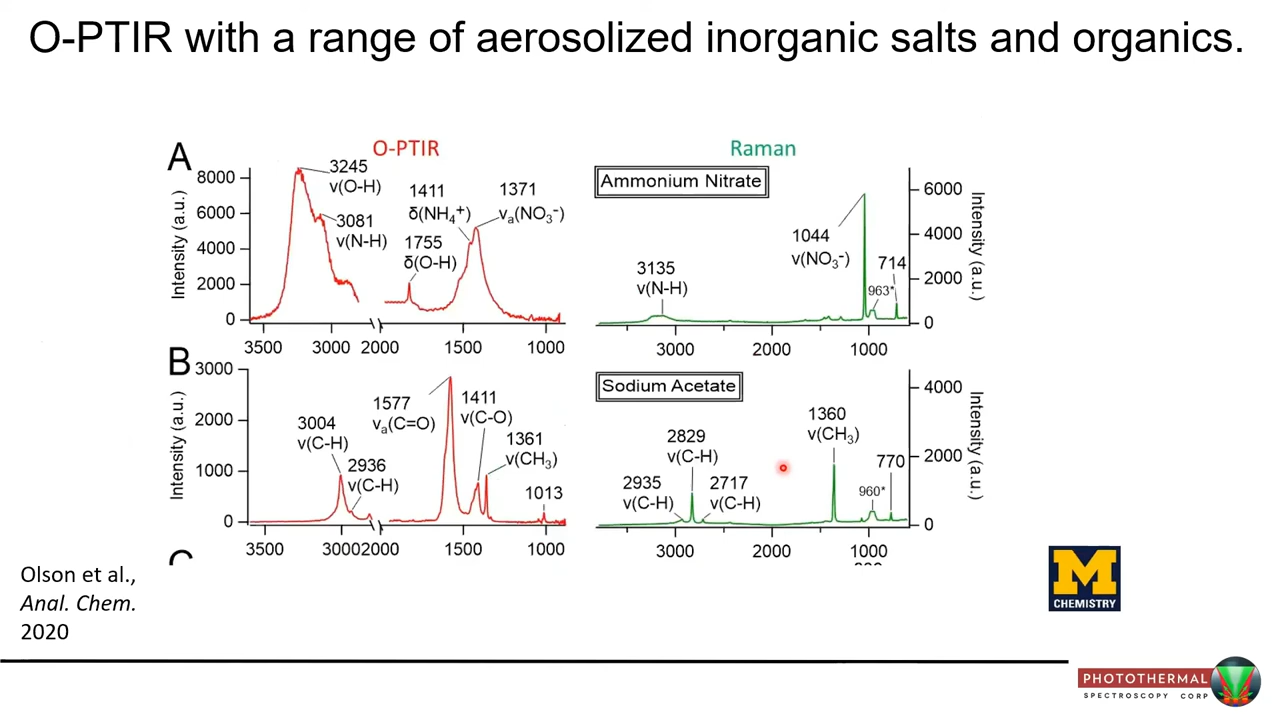 O-PTIR with a range of aerosolized inorganic salts and organics.
A
O-PTIR
Raman
Intensity (a.u.)
8000
6000
4000
2000
0
3245
ν(O-H)
3081
ν(N-H)
1411
δ(NH₄⁺)
1755
δ(O-H)
1371
νₐ(NO₃⁻)
3500
3000
2000
1500
1000
Ammonium Nitrate
3135
ν(N-H)
1044
ν(NO₃⁻)
963*
714
6000
4000
2000
0
Intensity (a.u.)
3000
2000
1000
B
Intensity (a.u.)
3000
2000
1000
0
3004
ν(C-H)
2936
ν(C-H)
1577
νₐ(C=O)
1411
ν(C-O)
1361
ν(CH₃)
1013
3500
3000
2000
1500
1000
Sodium Acetate
2935
ν(C-H)
2829
ν(C-H)
2717
ν(C-H)
1360
ν(CH₃)
960*
770
4000
2000
0
Intensity (a.u.)
3000
2000
1000
Olson et al.,
Anal. Chem.
2020
M
CHEMISTRY
PHOTOTHERMAL
SPECTROSCOPY CORP